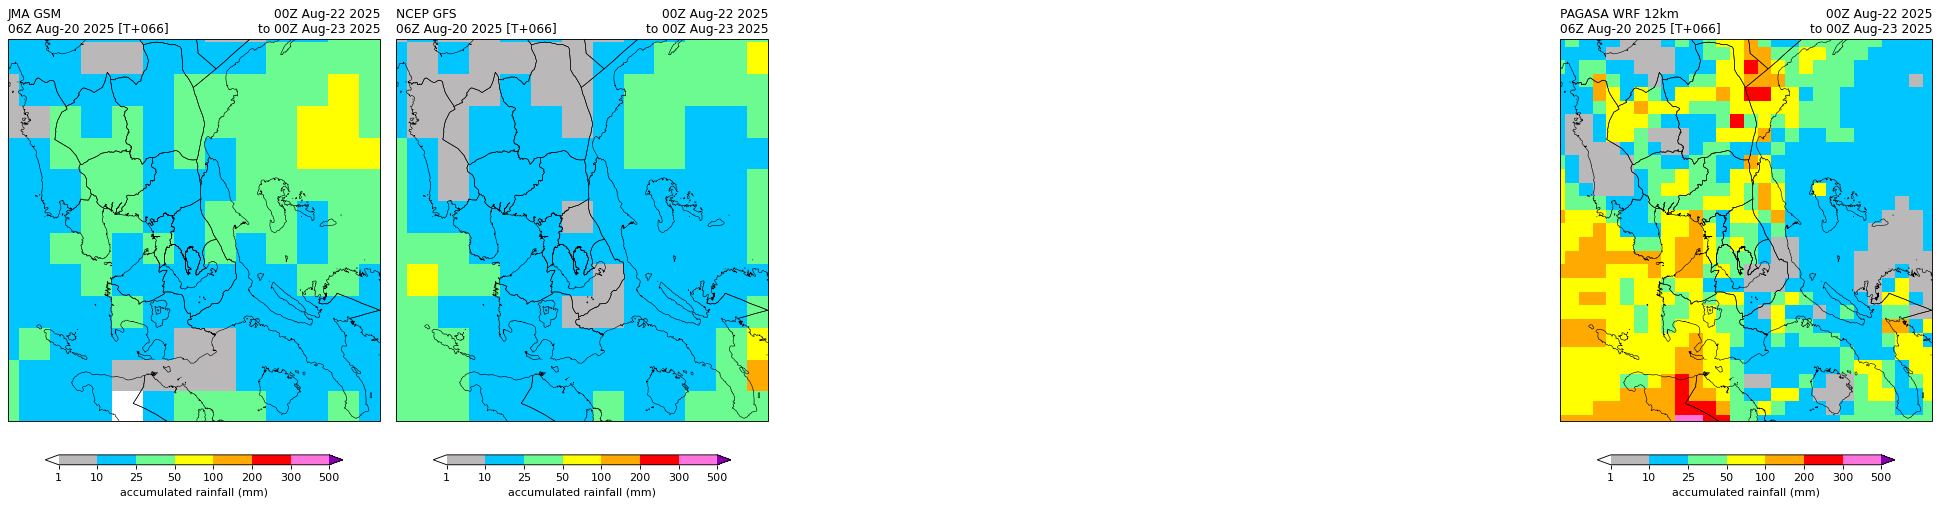 JMA GSM 00Z Aug-22 2025
06Z Aug-20 2025 [T+066] to 00Z Aug-23 2025
1 10 25 50 100 200 300 500
accumulated rainfall (mm)
NCEP GFS 00Z Aug-22 2025
06Z Aug-20 2025 [T+066] to 00Z Aug-23 2025
1 10 25 50 100 200 300 500
accumulated rainfall (mm)
PAGASA WRF 12km 00Z Aug-22 2025
06Z Aug-20 2025 [T+066] to 00Z Aug-23 2025
1 10 25 50 100 200 300 500
accumulated rainfall (mm)